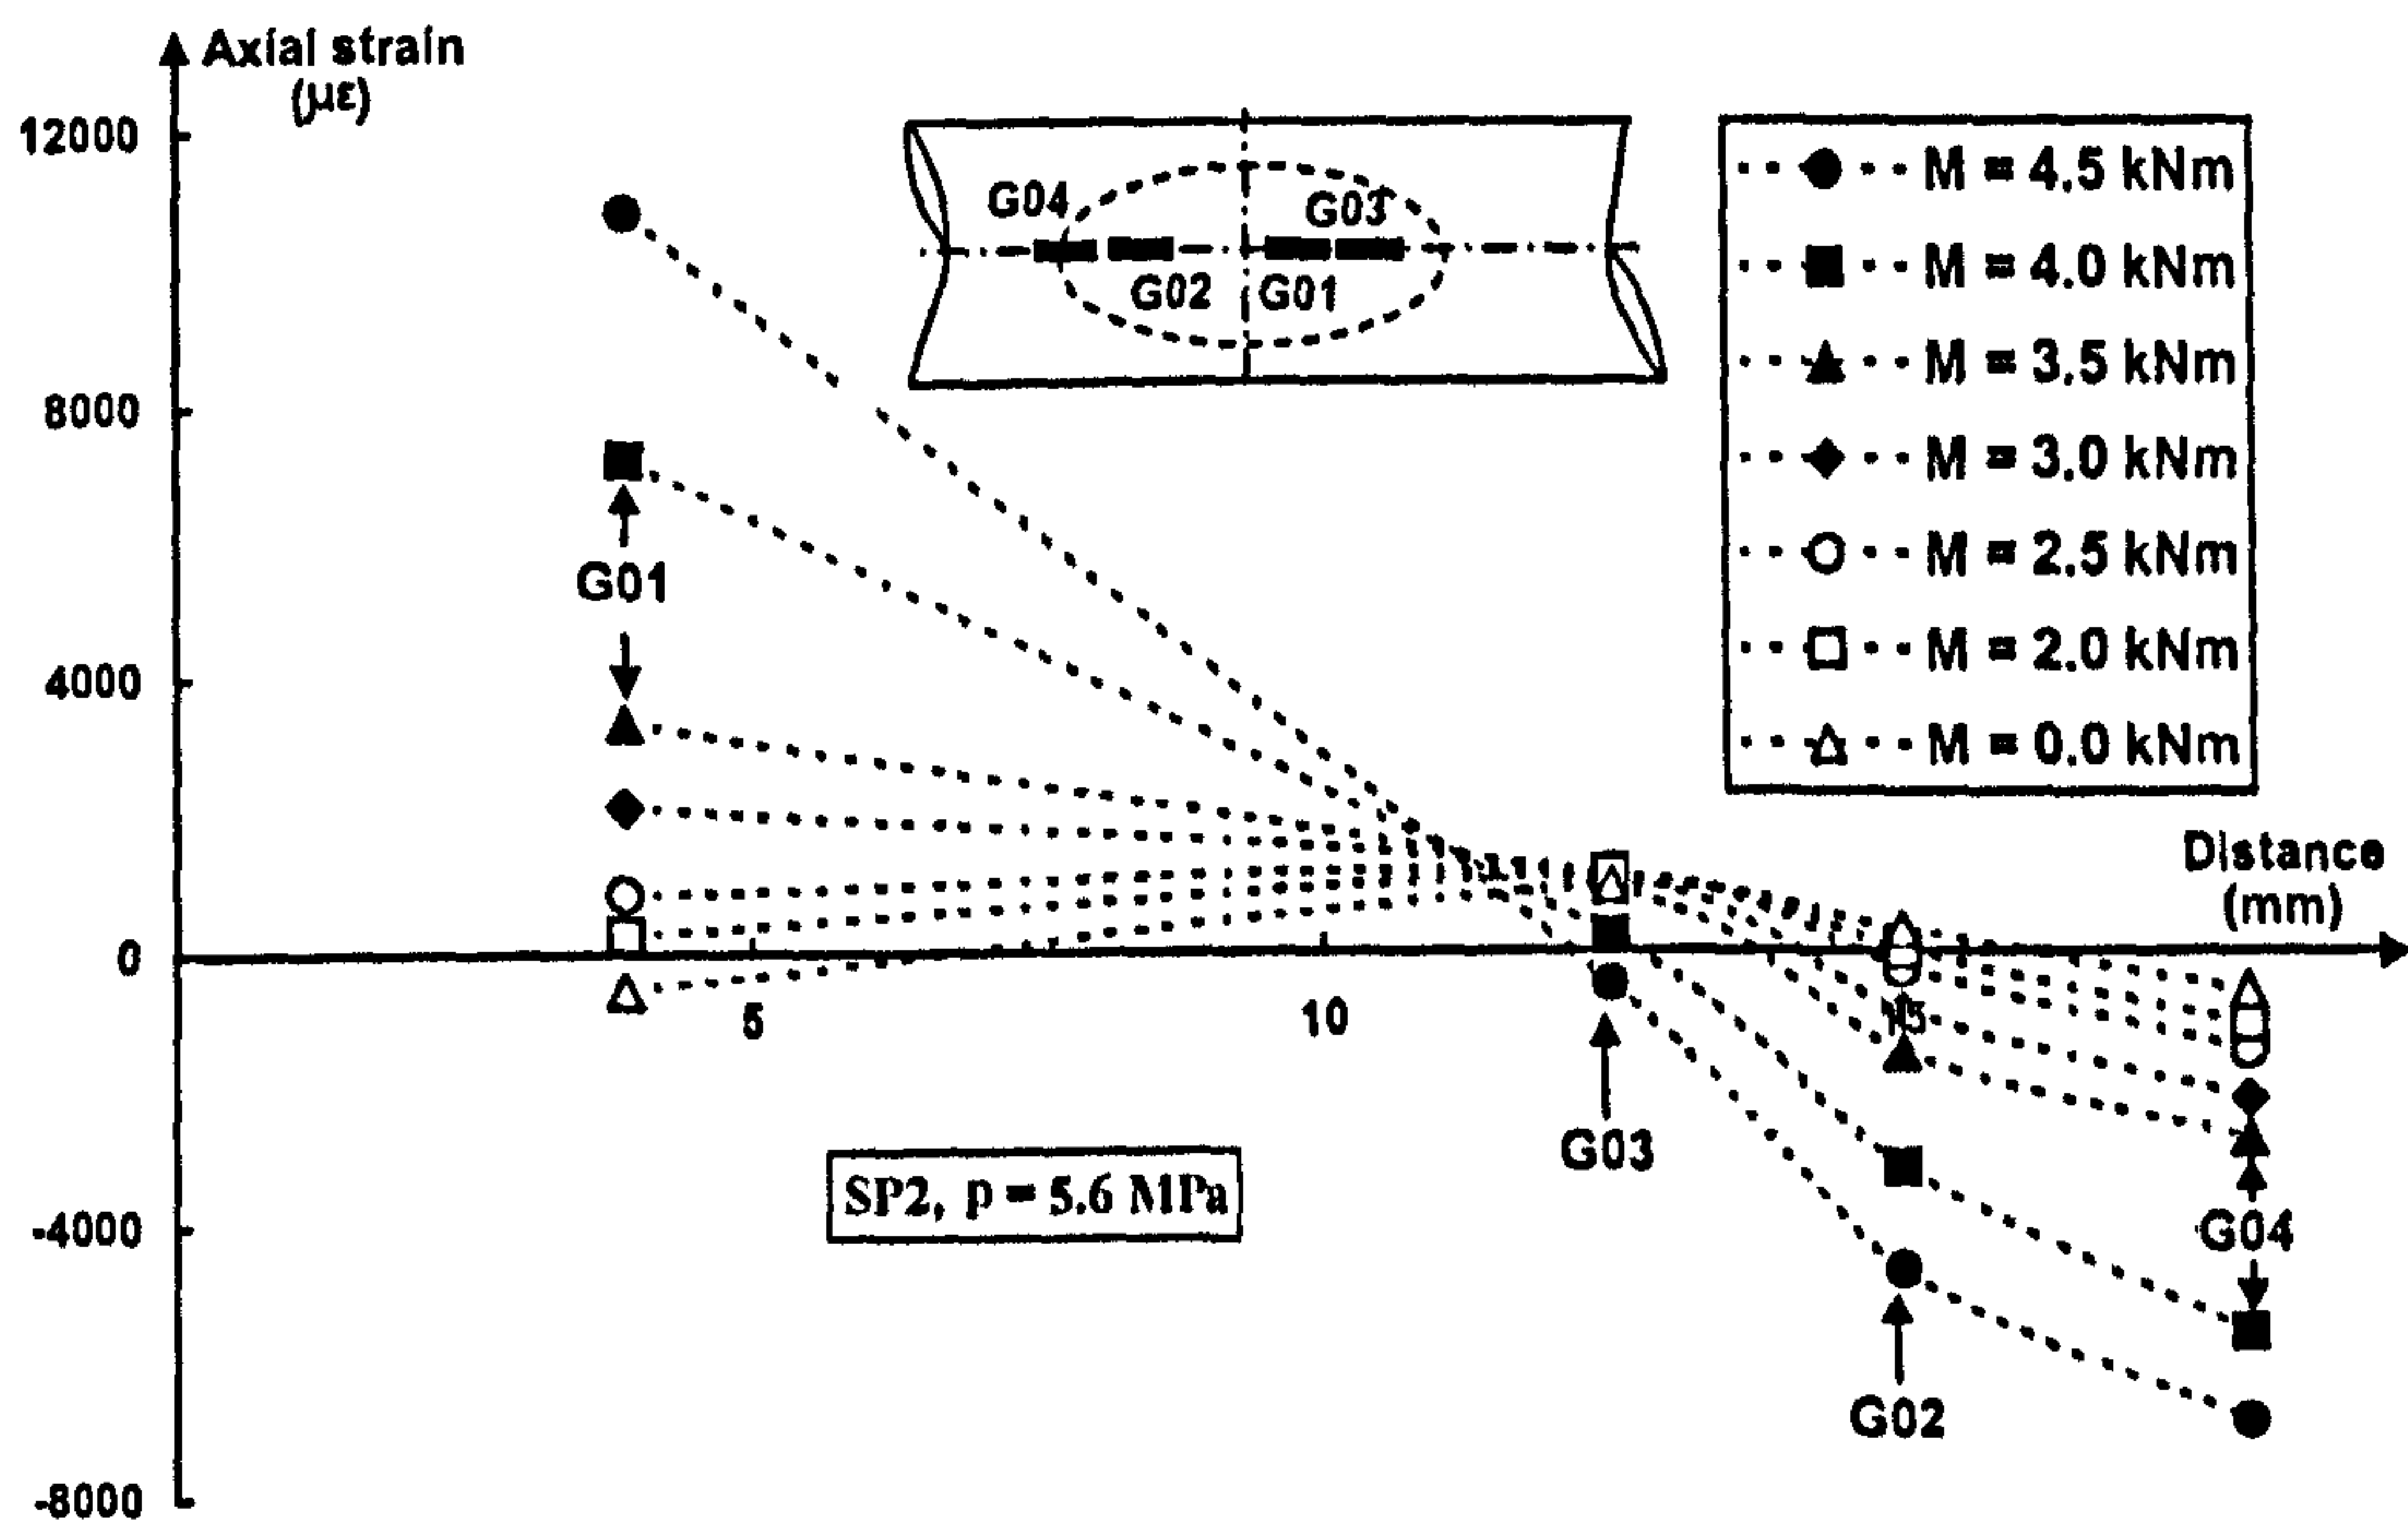 Axial strain
(µε)
12000
8000
4000
0
-4000
-8000
G04
G03
G02
G01
M = 4.5 kNm
M = 4.0 kNm
M = 3.5 kNm
M = 3.0 kNm
M = 2.5 kNm
M = 2.0 kNm
M = 0.0 kNm
G01
Distance
(mm)
5
10
15
G03
SP2, p = 5.6 MPa
G04
G02